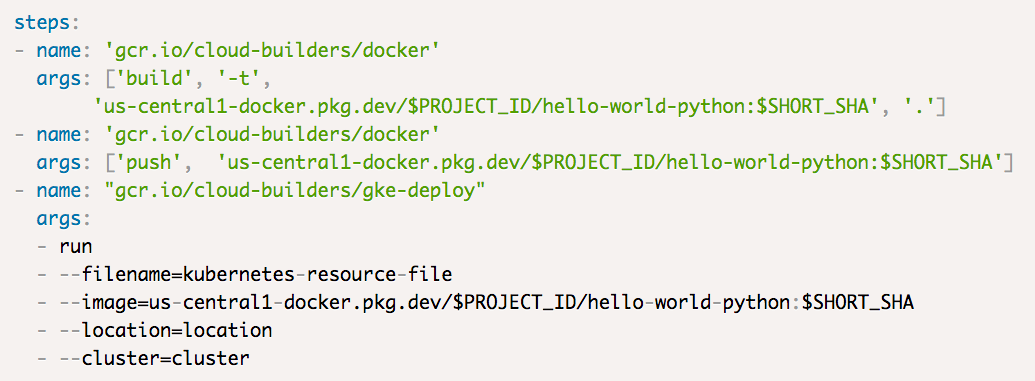 steps:
- name: 'gcr.io/cloud-builders/docker'
  args: ['build', '-t',
       'us-central1-docker.pkg.dev/$PROJECT_ID/hello-world-python:$SHORT_SHA', '.']
- name: 'gcr.io/cloud-builders/docker'
  args: ['push',  'us-central1-docker.pkg.dev/$PROJECT_ID/hello-world-python:$SHORT_SHA']
- name: "gcr.io/cloud-builders/gke-deploy"
  args:
  - run
  - --filename=kubernetes-resource-file
  - --image=us-central1-docker.pkg.dev/$PROJECT_ID/hello-world-python:$SHORT_SHA
  - --location=location
  - --cluster=cluster